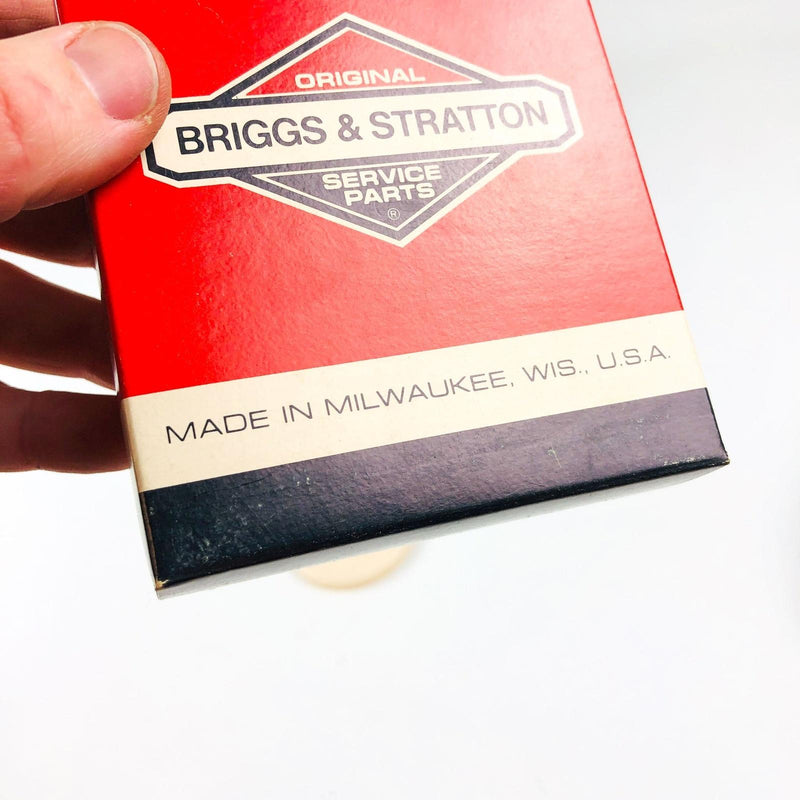 ORIGINAL
BRIGGS & STRATTON
SERVICE
PARTS
®
MADE IN MILWAUKEE, WIS., U.S.A.